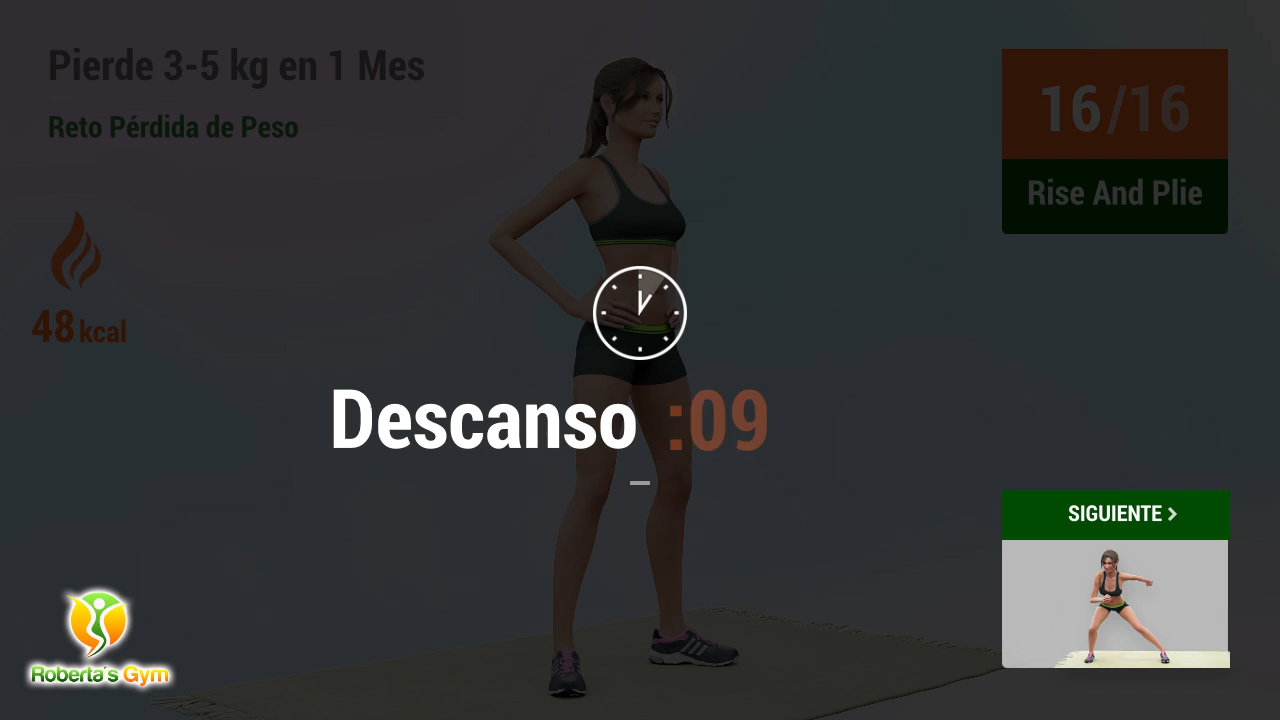 Pierde 3-5 kg en 1 Mes
Reto Pérdida de Peso
16/16
Rise And Plie
48 kcal
Descanso :09
SIGUIENTE >
Roberta´s Gym